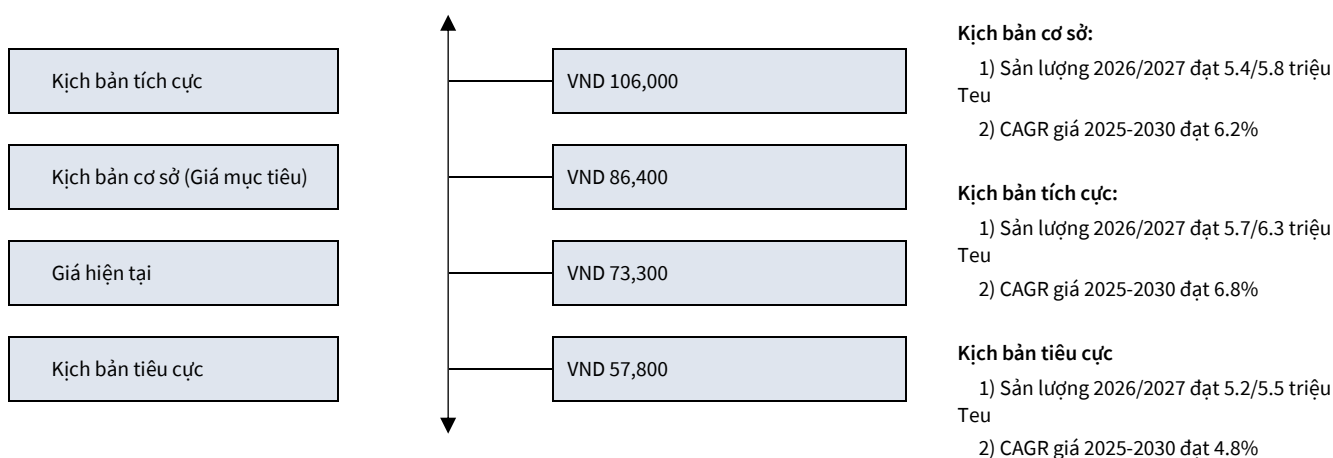 Kịch bản tích cực
VND 106,000
Kịch bản cơ sở (Giá mục tiêu)
VND 86,400
Giá hiện tại
VND 73,300
Kịch bản tiêu cực
VND 57,800
Kịch bản cơ sở:
1) Sản lượng 2026/2027 đạt 5.4/5.8 triệu
Teu
2) CAGR giá 2025-2030 đạt 6.2%
Kịch bản tích cực:
1) Sản lượng 2026/2027 đạt 5.7/6.3 triệu
Teu
2) CAGR giá 2025-2030 đạt 6.8%
Kịch bản tiêu cực
1) Sản lượng 2026/2027 đạt 5.2/5.5 triệu
Teu
2) CAGR giá 2025-2030 đạt 4.8%